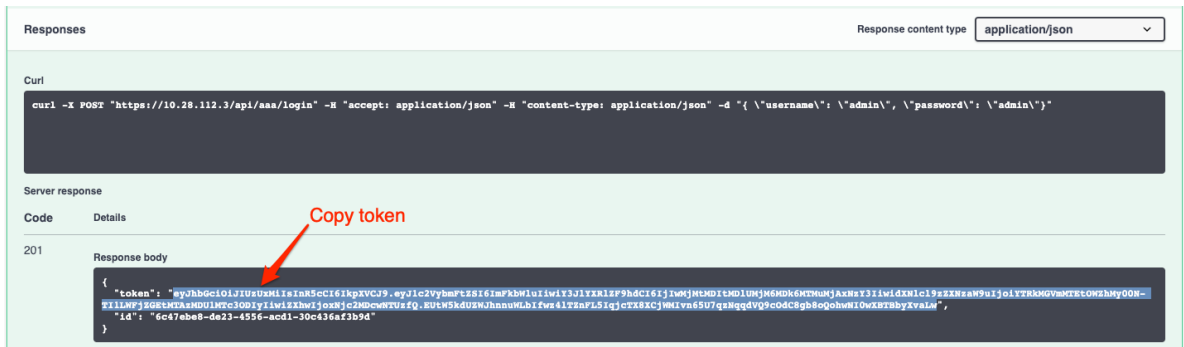 Responses
Response content type application/json
Curl
curl -X POST "https://10.28.112.3/api/aaa/login" -H "accept: application/json" -H "content-type: application/json" -d "{ \"username\": \"admin\", \"password\": \"admin\"}"
Server response
Code Details
Copy token
201
Response body
{
"token":
"id": "6c47ebe8-de23-4556-acd1-30c436af3b9d"
}